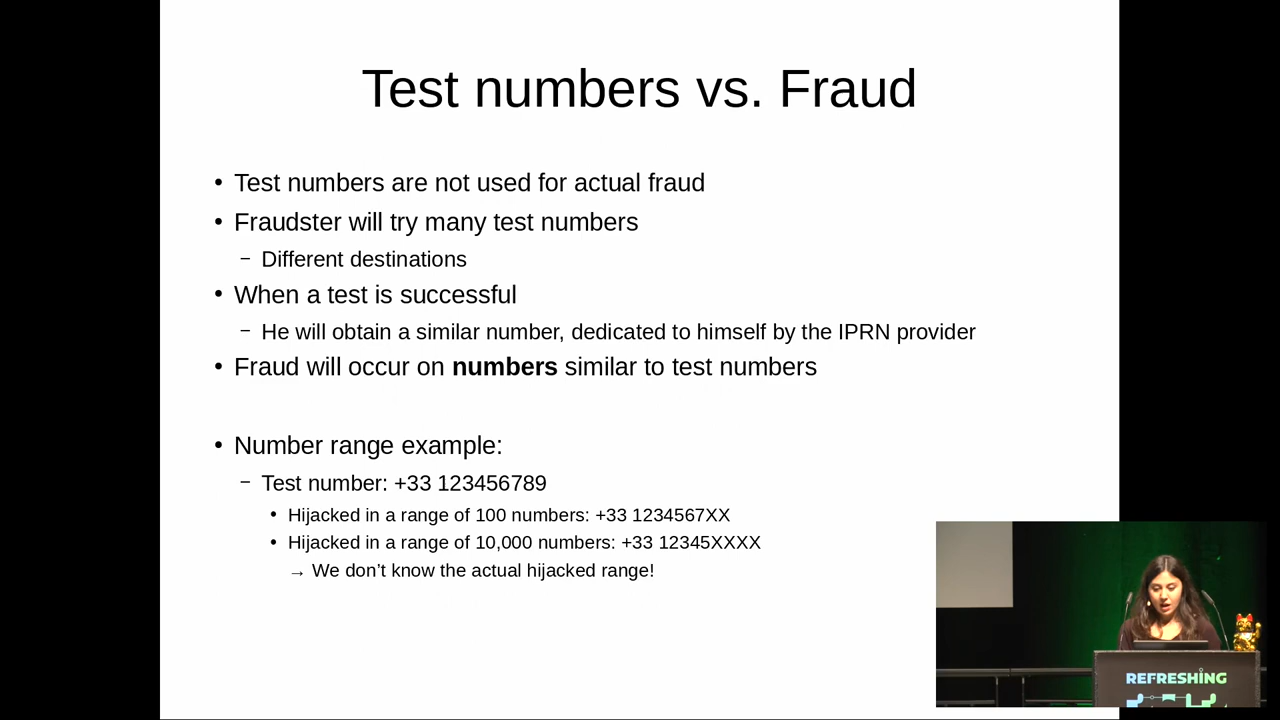 Test numbers vs. Fraud
• Test numbers are not used for actual fraud
• Fraudster will try many test numbers
– Different destinations
• When a test is successful
– He will obtain a similar number, dedicated to himself by the IPRN provider
• Fraud will occur on numbers similar to test numbers
• Number range example:
– Test number: +33 123456789
• Hijacked in a range of 100 numbers: +33 1234567XX
• Hijacked in a range of 10,000 numbers: +33 12345XXXX
→ We don’t know the actual hijacked range!
REFRESHING